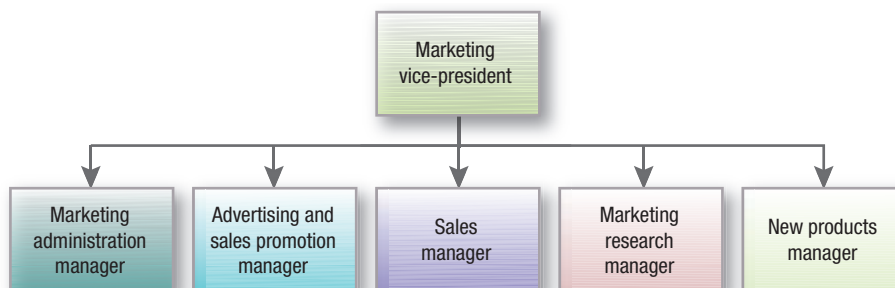 Marketing
vice-president
Marketing
administration
manager
Advertising and
sales promotion
manager
Sales
manager
Marketing
research
manager
New products
manager